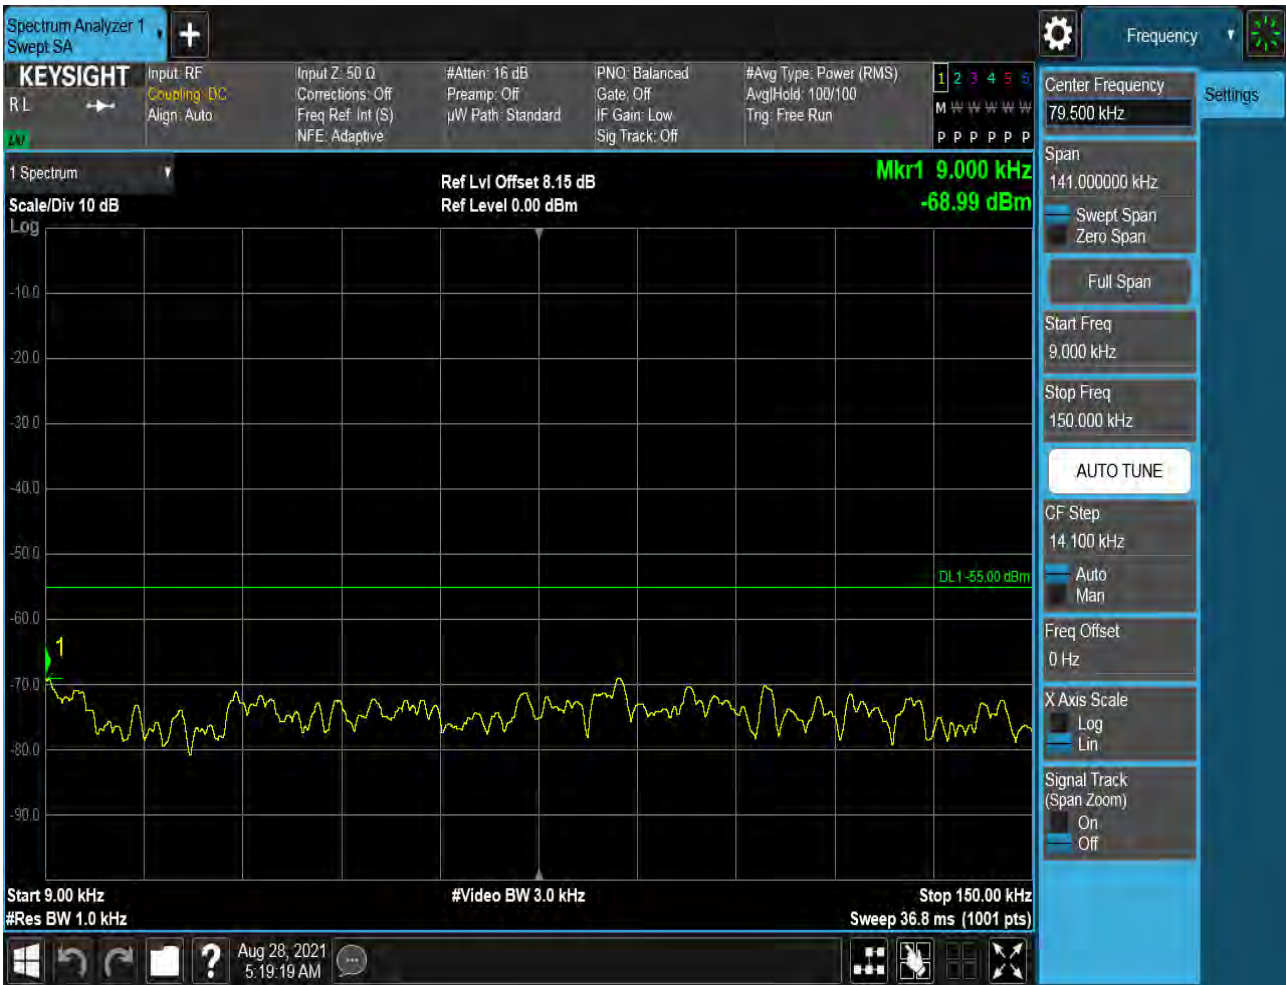 Spectrum Analyzer 1
Swept SA
Frequency
KEYSIGHT
R L
Input: RF
Coupling: DC
Align: Auto
Input Z: 50 Ω
Corrections: Off
Freq Ref: Int (S)
NFE: Adaptive
#Atten: 16 dB
Preamp: Off
µW Path: Standard
PNO: Balanced
Gate: Off
IF Gain: Low
Sig Track: Off
#Avg Type: Power (RMS)
Avg|Hold: 100/100
Trig: Free Run
1 2 3 4 5 6
M W W W W W
P P P P P P
1 Spectrum
Scale/Div 10 dB
Log
Ref Lvl Offset 8.15 dB
Ref Level 0.00 dBm
Mkr1 9.000 kHz
-68.99 dBm
-10.0
-20.0
-30.0
-40.0
-50.0
DL1 -55.00 dBm
-60.0
1
-70.0
-80.0
-90.0
Start 9.00 kHz
#Res BW 1.0 kHz
#Video BW 3.0 kHz
Stop 150.00 kHz
Sweep 36.8 ms (1001 pts)
Aug 28, 2021
5:19:19 AM
Center Frequency
79.500 kHz
Settings
Span
141.000000 kHz
Swept Span
Zero Span
Full Span
Start Freq
9.000 kHz
Stop Freq
150.000 kHz
AUTO TUNE
CF Step
14.100 kHz
Auto
Man
Freq Offset
0 Hz
X Axis Scale
Log
Lin
Signal Track
(Span Zoom)
On
Off